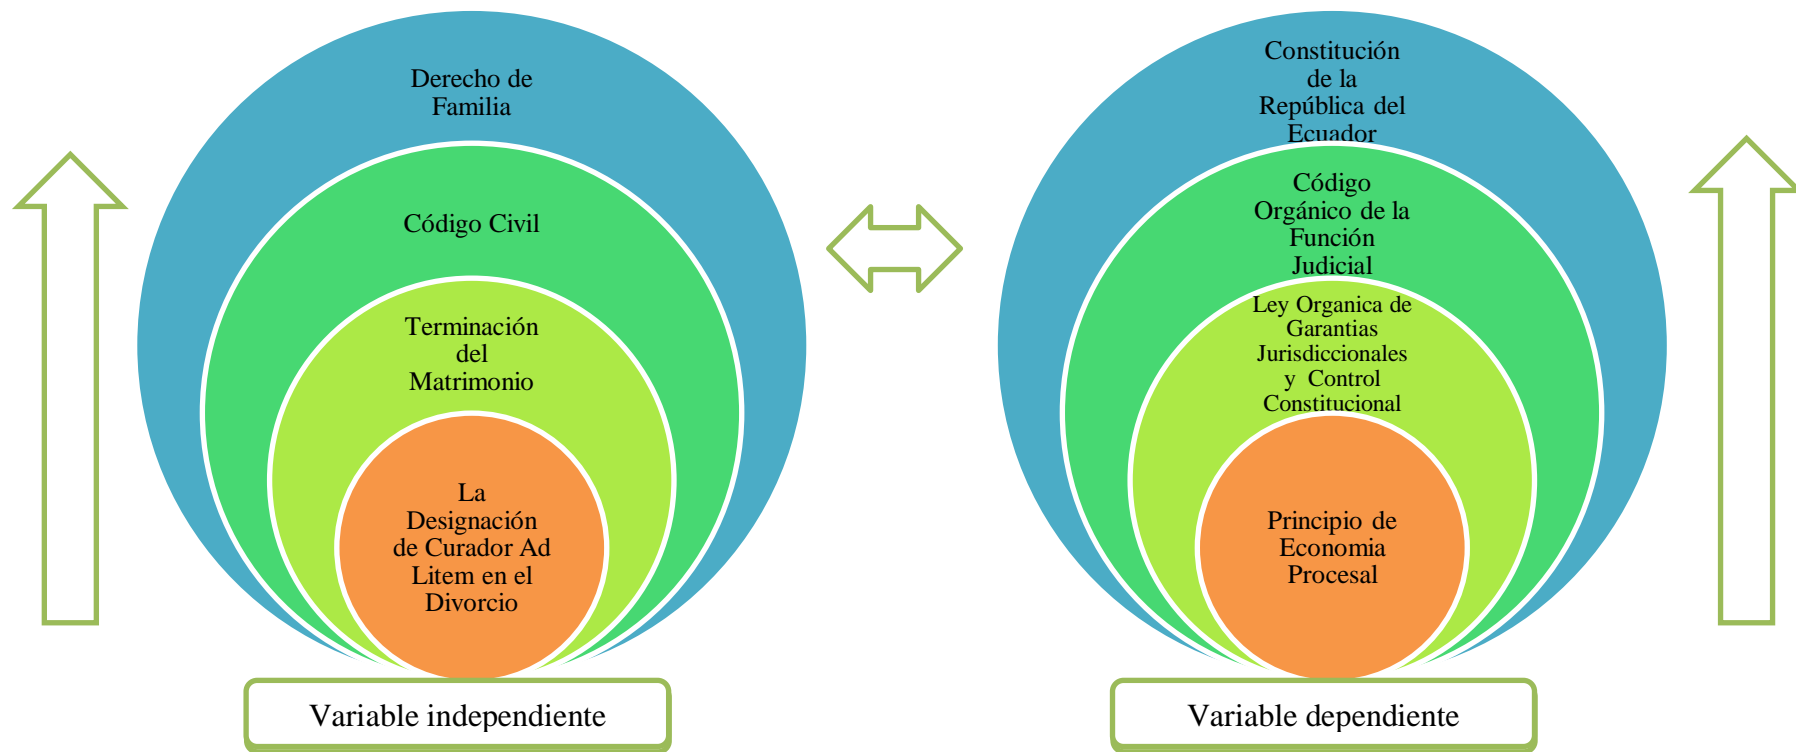 Derecho de
Familia
Código Civil
Terminación
del
Matrimonio
La
Designación
de Curador Ad
Litem en el
Divorcio
Variable independiente
Constitución
de la
República del
Ecuador
Código
Orgánico de la
Función
Judicial
Ley Organica de
Garantias
Jurisdiccionales
y Control
Constitucional
Principio de
Economia
Procesal
Variable dependiente